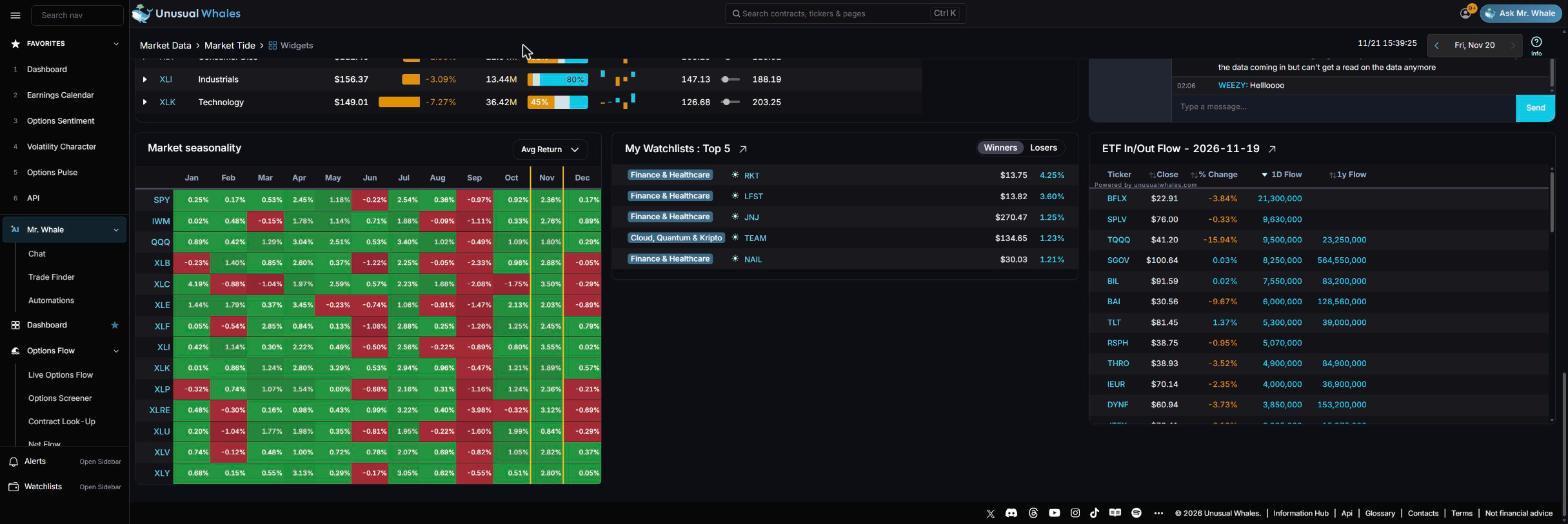 Search nav
Unusual Whales
Search contracts, tickers & pages Ctrl K
9+
Ask Mr. Whale
FAVORITES
1 Dashboard
2 Earnings Calendar
3 Options Sentiment
4 Volatility Character
5 Options Pulse
6 API
AI Mr. Whale
Chat
Trade Finder
Automations
Dashboard
Options Flow
Live Options Flow
Options Screener
Contract Look-Up
Net Flow
Alerts Open Sidebar
Watchlists Open Sidebar
Market Data > Market Tide > Widgets
11/21 15:39:25
Fri, Nov 20
Info
XLI Industrials $156.37 -3.09% 13.44M 80% 147.13 188.19
XLK Technology $149.01 -7.27% 36.42M 45% 126.68 203.25
the data coming in but can't get a read on the data anymore
02:06 WEEZY: Hellloooo
Type a message...
Send
Market seasonality
Avg Return
Jan Feb Mar Apr May Jun Jul Aug Sep Oct Nov Dec
SPY 0.25% 0.17% 0.53% 2.45% 1.18% -0.22% 2.54% 0.36% -0.97% 0.92% 2.36% 0.17%
IWM 0.02% 0.48% -0.15% 1.78% 1.14% 0.71% 1.88% -0.09% -1.11% 0.33% 2.76% 0.89%
QQQ 0.89% 0.42% 1.29% 3.04% 2.51% 0.53% 3.40% 1.02% -0.49% 1.09% 1.80% 0.29%
XLB -0.23% 1.40% 0.85% 2.60% 0.37% -1.22% 2.25% -0.05% -2.33% 0.98% 2.88% -0.05%
XLC 4.19% -0.88% -1.04% 1.97% 2.59% 0.57% 2.23% 1.68% -2.08% -1.75% 3.50% -0.29%
XLE 1.44% 1.79% 0.37% 3.45% -0.23% -0.74% 1.06% -0.91% -1.47% 2.13% 2.03% -0.89%
XLF 0.05% -0.54% 2.85% 0.84% 0.13% -1.08% 2.88% 0.25% -1.26% 1.25% 2.45% 0.79%
XLI 0.42% 1.14% 0.30% 2.22% 0.49% -0.50% 2.56% -0.22% -0.89% 0.80% 3.55% 0.02%
XLK 0.01% 0.86% 1.24% 2.80% 3.29% 0.53% 2.94% 0.96% -0.47% 1.21% 1.89% 0.57%
XLP -0.32% 0.74% 1.07% 1.54% 0.00% -0.68% 2.16% 0.31% -1.16% 1.24% 2.36% -0.21%
XLRE 0.48% -0.30% 0.16% 0.98% 0.43% 0.99% 3.22% 0.40% -3.98% -0.32% 3.12% -0.69%
XLU 0.20% -1.04% 1.77% 1.98% 0.35% -0.81% 1.95% -0.22% -1.60% 1.99% 0.84% -0.29%
XLV 0.74% -0.12% 0.48% 1.00% 0.72% 0.78% 2.07% 0.69% -0.82% 1.05% 2.82% 0.37%
XLY 0.68% 0.15% 0.55% 3.13% 0.29% -0.17% 3.05% 0.62% -0.55% 0.51% 2.80% 0.05%
My Watchlists : Top 5
Winners Losers
Finance & Healthcare RKT $13.75 4.25%
Finance & Healthcare LFST $13.82 3.60%
Finance & Healthcare JNJ $270.47 1.25%
Cloud, Quantum & Kripto TEAM $134.65 1.23%
Finance & Healthcare NAIL $30.03 1.21%
ETF In/Out Flow - 2026-11-19
Ticker Close % Change 1D Flow 1y Flow
Powered by unusualwhales.com
BFLX $22.91 -3.84% 21,300,000
SPLV $76.00 -0.33% 9,630,000
TQQQ $41.20 -15.94% 9,500,000 23,250,000
SGOV $100.64 0.03% 8,250,000 564,550,000
BIL $91.59 0.02% 7,550,000 83,200,000
BAI $30.56 -9.67% 6,000,000 128,560,000
TLT $81.45 1.37% 5,300,000 39,000,000
RSPH $38.75 -0.95% 5,070,000
THRO $38.93 -3.52% 4,900,000 84,900,000
IEUR $70.14 -2.35% 4,000,000 36,900,000
DYNF $60.94 -3.73% 3,850,000 153,200,000
© 2026 Unusual Whales. | Information Hub | Api | Glossary | Contacts | Terms | Not financial advice